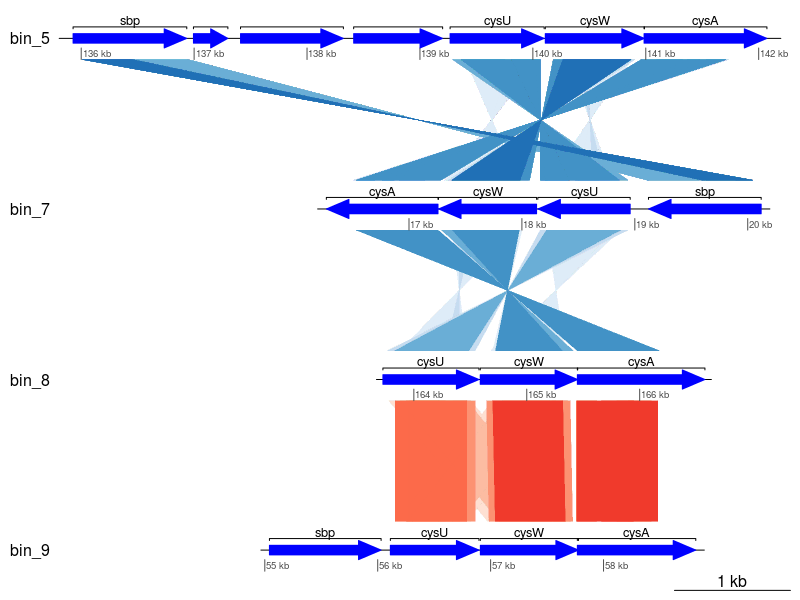 sbp cysU cysW cysA
bin_5
136 kb 137 kb 138 kb 139 kb 140 kb 141 kb 142 kb
cysA cysW cysU sbp
bin_7
17 kb 18 kb 19 kb 20 kb
cysU cysW cysA
bin_8
164 kb 165 kb 166 kb
sbp cysU cysW cysA
bin_9
55 kb 56 kb 57 kb 58 kb
1 kb